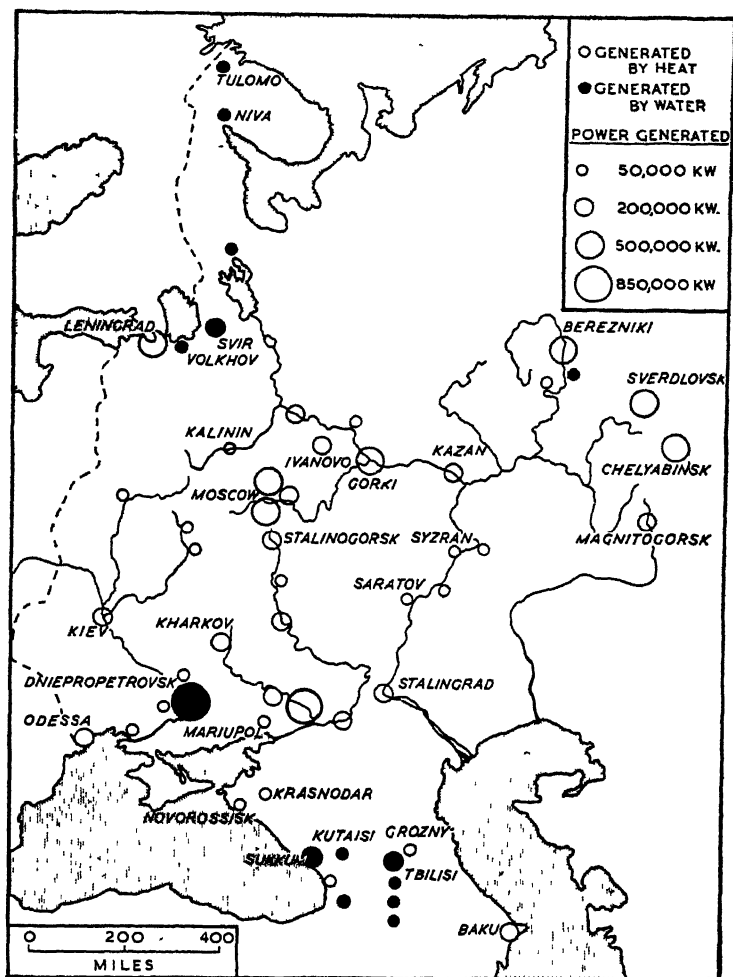 GENERATED
BY HEAT
GENERATED
BY WATER
POWER GENERATED
50,000 KW
200,000 KW.
500,000 KW.
850,000 KW
TULOMO
NIVA
LENINGRAD
SVIR
VOLKHOV
BEREZNIKI
SVERDLOVSK
KALININ
IVANOVO
GORKI
KAZAN
CHELYABINSK
MOSCOW
STALINOGORSK
SYZRAN
MAGNITOGORSK
SARATOV
KIEV
KHARKOV
DNIEPROPETROVSK
STALINGRAD
ODESSA
MARIUPOL
KRASNODAR
NOVOROSSISK
KUTAISI
GROZNY
TBILISI
BAKU
0 200 400
MILES